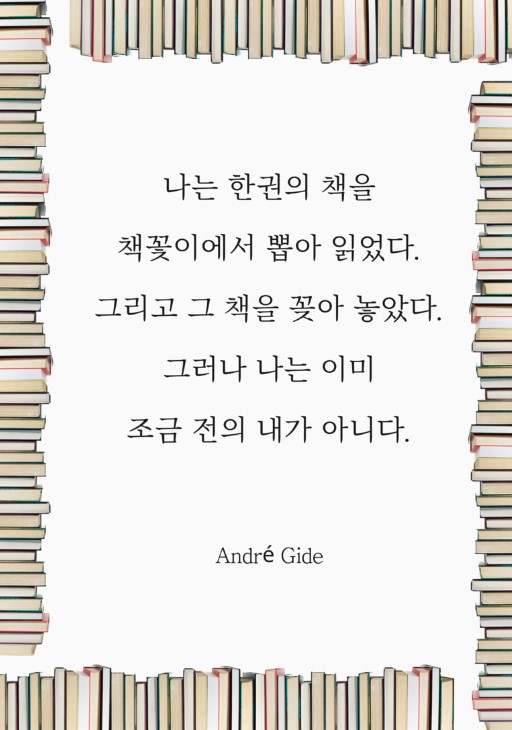 나는 한권의 책을
책꽃이에서 뽑아 읽었다.
그리고 그 책을 꽂아 놓았다.
그러나 나는 이미
조금 전의 내가 아니다.
André Gide